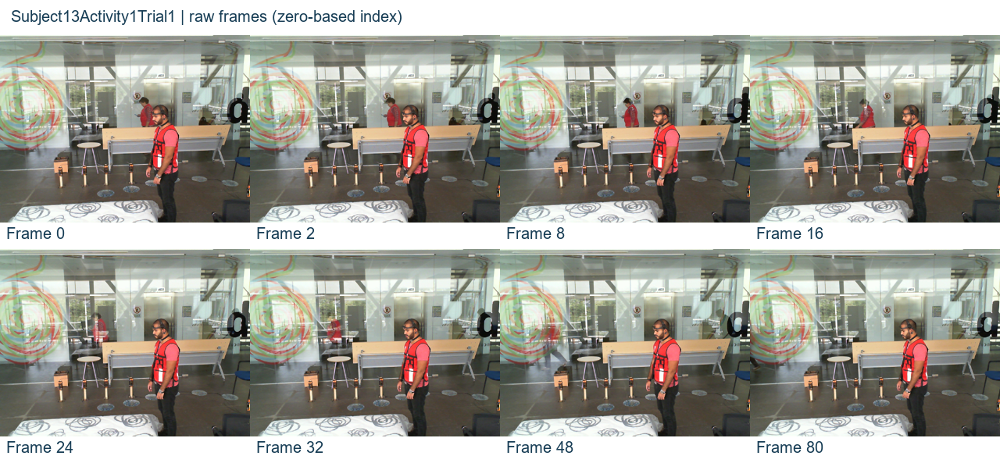 Subject13Activity1Trial1 | raw frames (zero-based index)
d d d d
Frame 0 Frame 2 Frame 8 Frame 16
d d d d
Frame 24 Frame 32 Frame 48 Frame 80